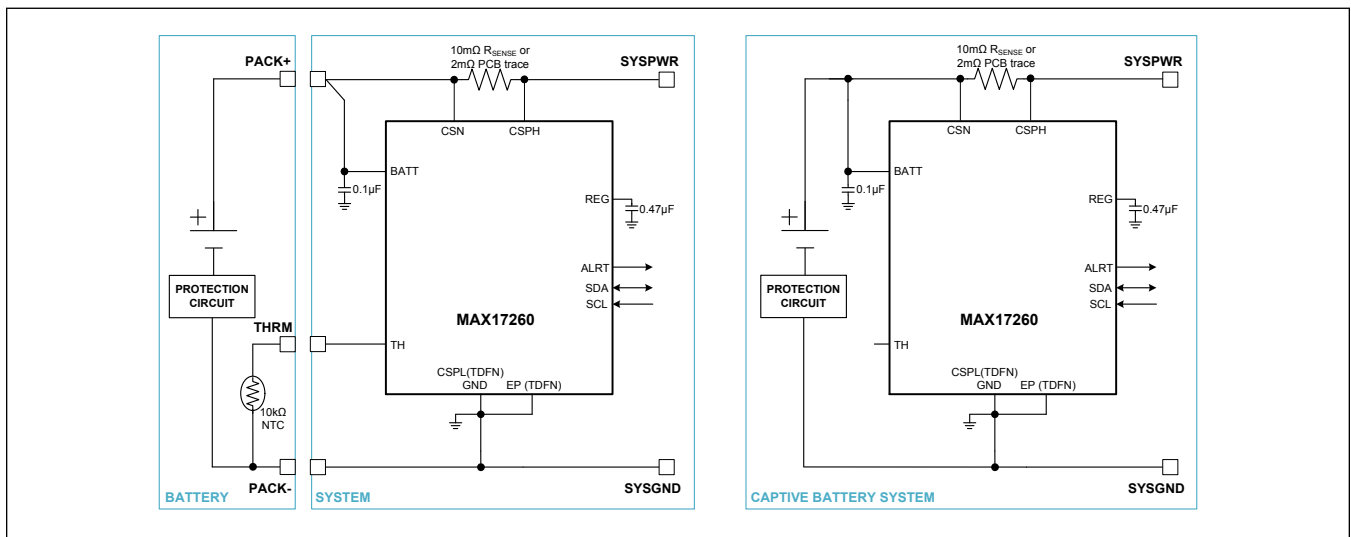 PACK+
10mΩ RSENSE or
2mΩ PCB trace
SYSPWR
CSN
CSPH
BATT
0.1µF
REG
0.47µF
+
PROTECTION
CIRCUIT
ALRT
SDA
SCL
MAX17260
THRM
TH
CSPL(TDFN)
GND
EP (TDFN)
10kΩ
NTC
PACK-
SYSGND
BATTERY
SYSTEM
10mΩ RSENSE or
2mΩ PCB trace
SYSPWR
CSN
CSPH
BATT
0.1µF
REG
0.47µF
+
PROTECTION
CIRCUIT
ALRT
SDA
SCL
MAX17260
TH
CSPL(TDFN)
GND
EP (TDFN)
SYSGND
CAPTIVE BATTERY SYSTEM